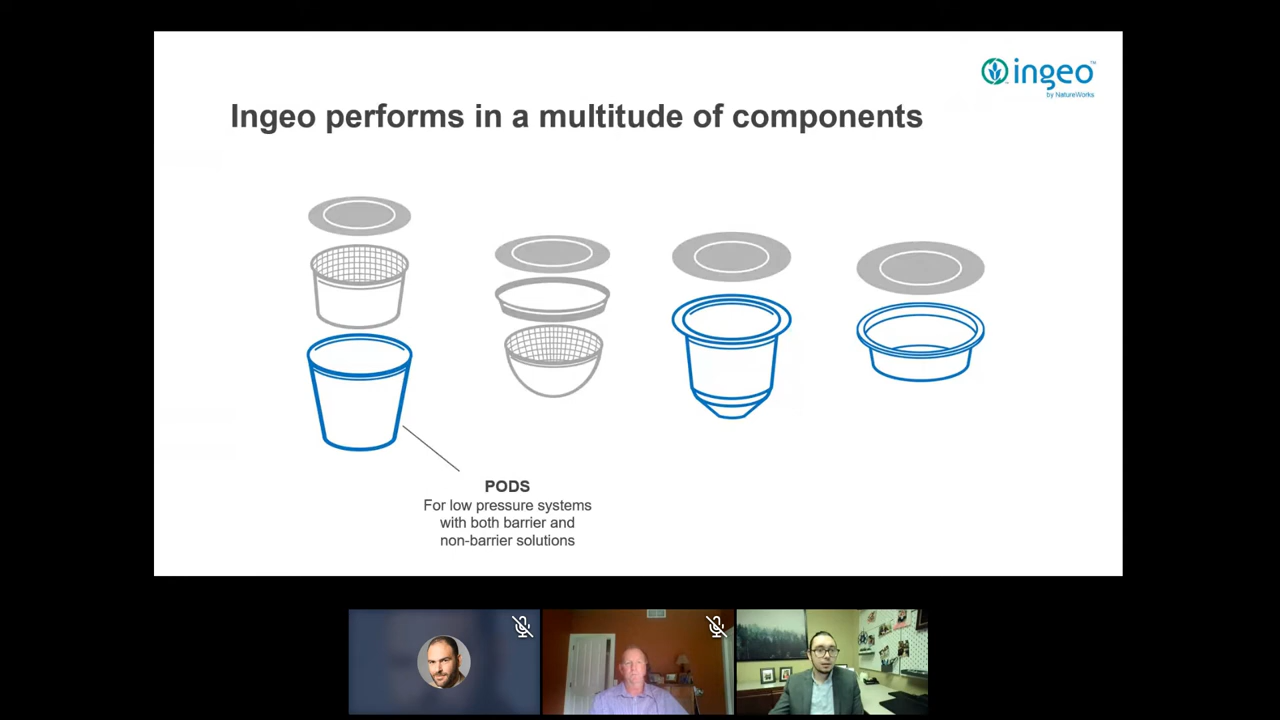 ingeo™
by NatureWorks
Ingeo performs in a multitude of components
PODS
For low pressure systems
with both barrier and
non-barrier solutions